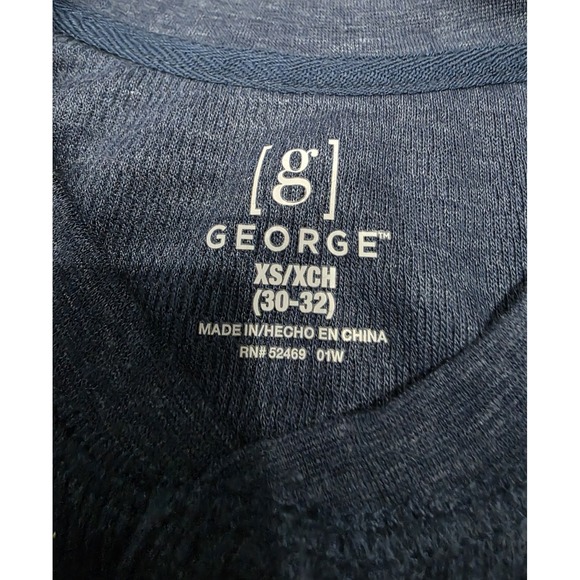 [g]
GEORGE™
XS/XCH
(30-32)
MADE IN/HECHO EN CHINA
RN# 52469 01W